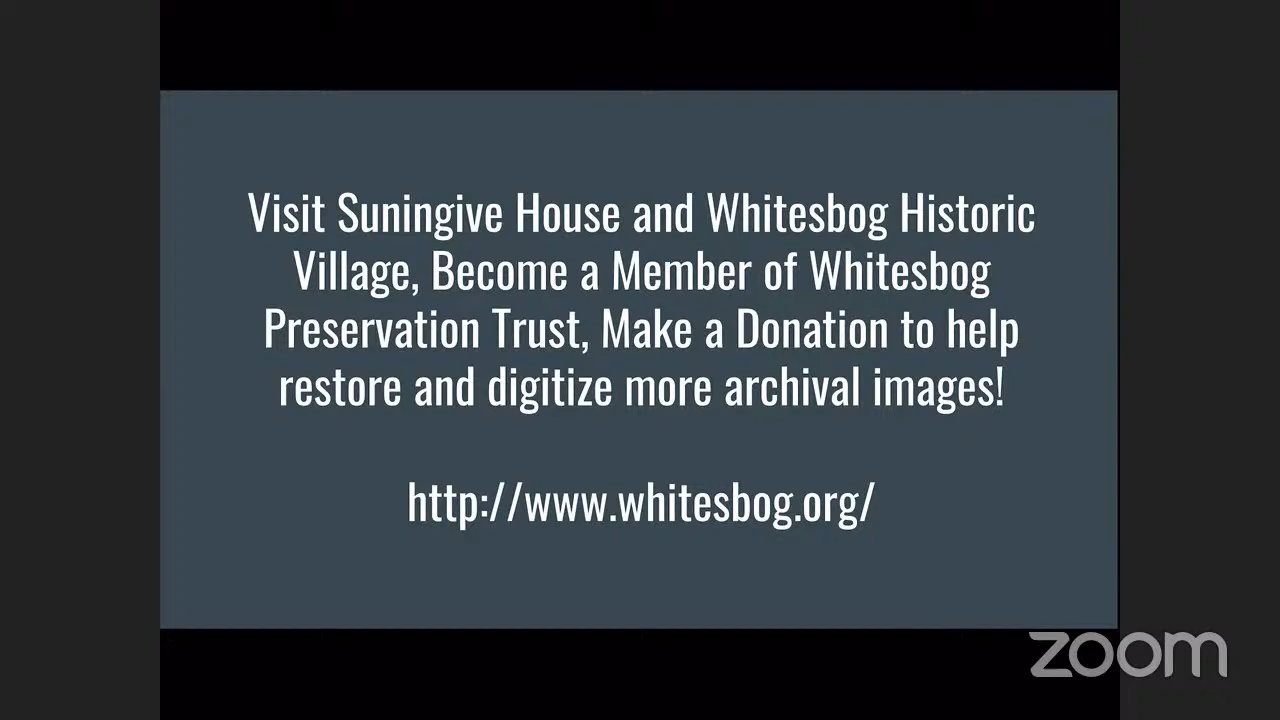 Visit Suningive House and Whitesbog Historic
Village, Become a Member of Whitesbog
Preservation Trust, Make a Donation to help
restore and digitize more archival images!
http://www.whitesbog.org/
zoom